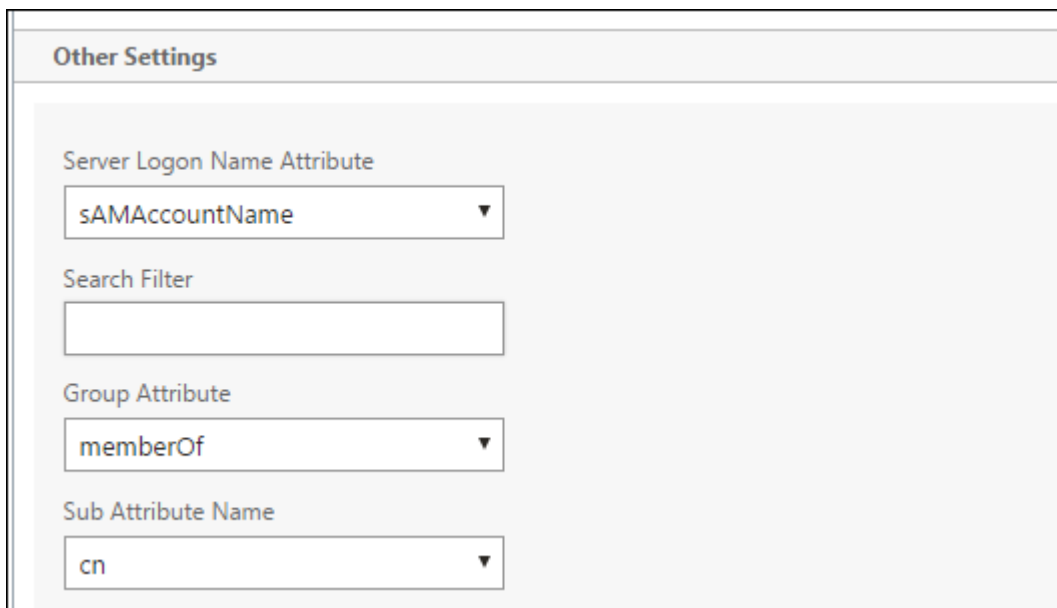 Other Settings
Server Logon Name Attribute
sAMAccountName
Search Filter
Group Attribute
memberOf
Sub Attribute Name
cn